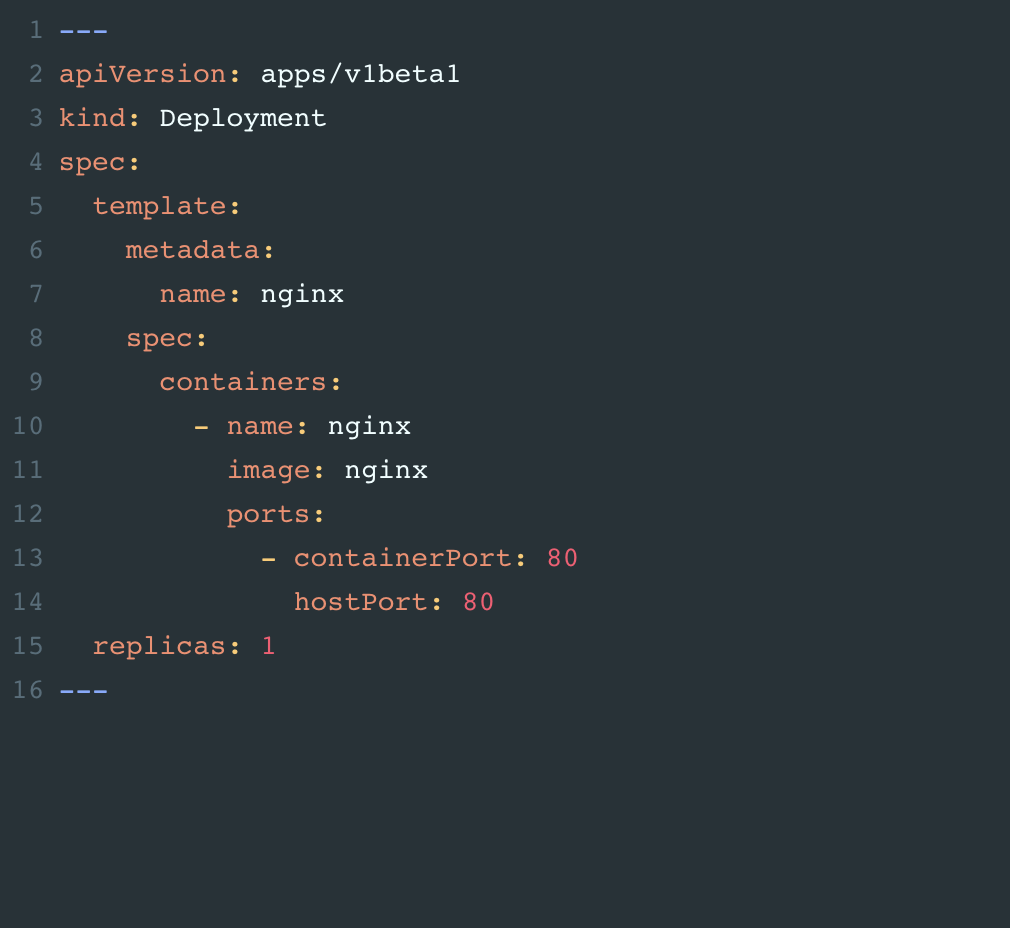 1 ---
2 apiVersion: apps/v1beta1
3 kind: Deployment
4 spec:
5   template:
6     metadata:
7       name: nginx
8     spec:
9       containers:
10         - name: nginx
11           image: nginx
12           ports:
13             - containerPort: 80
14               hostPort: 80
15   replicas: 1
16 ---